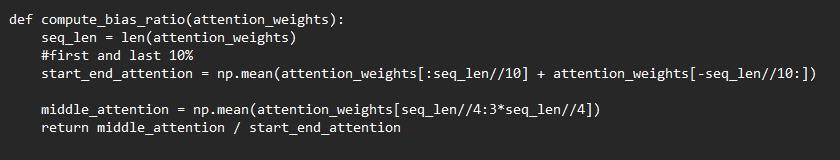 def compute_bias_ratio(attention_weights):
    seq_len = len(attention_weights)
    #first and last 10%
    start_end_attention = np.mean(attention_weights[:seq_len//10] + attention_weights[-seq_len//10:])
    middle_attention = np.mean(attention_weights[seq_len//4:3*seq_len//4])
    return middle_attention / start_end_attention